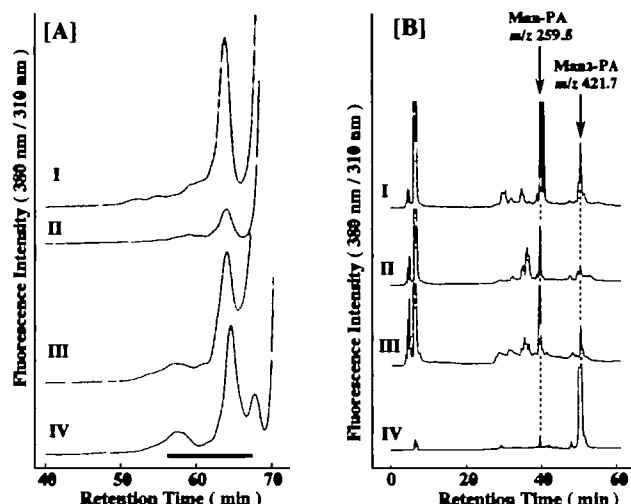 [A]
Fluorescence Intensity ( 380 nm / 310 nm)
I
II
III
IV
40 50 60 70
Retention Time ( min )
[B]
Man-PA
m/z 259.5
Man2-PA
m/z 421.7
Fluorescence Intensity ( 380 nm / 310 nm)
I
II
III
IV
0 20 40 60
Retention Time ( min )